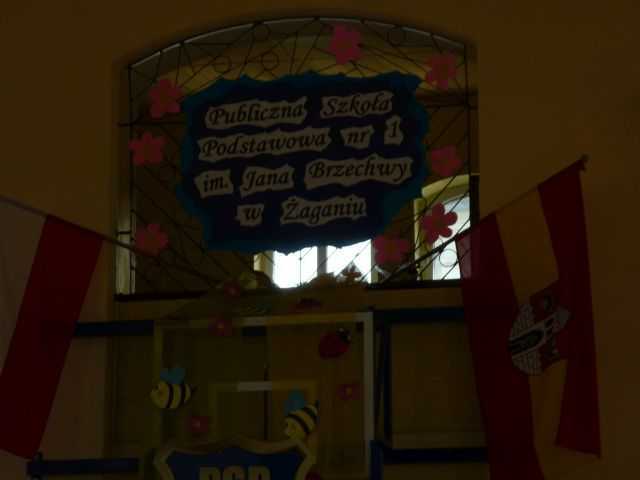 Publiczna Szkoła
Podstawowa nr 1
im. Jana Brzechwy
w Żaganiu